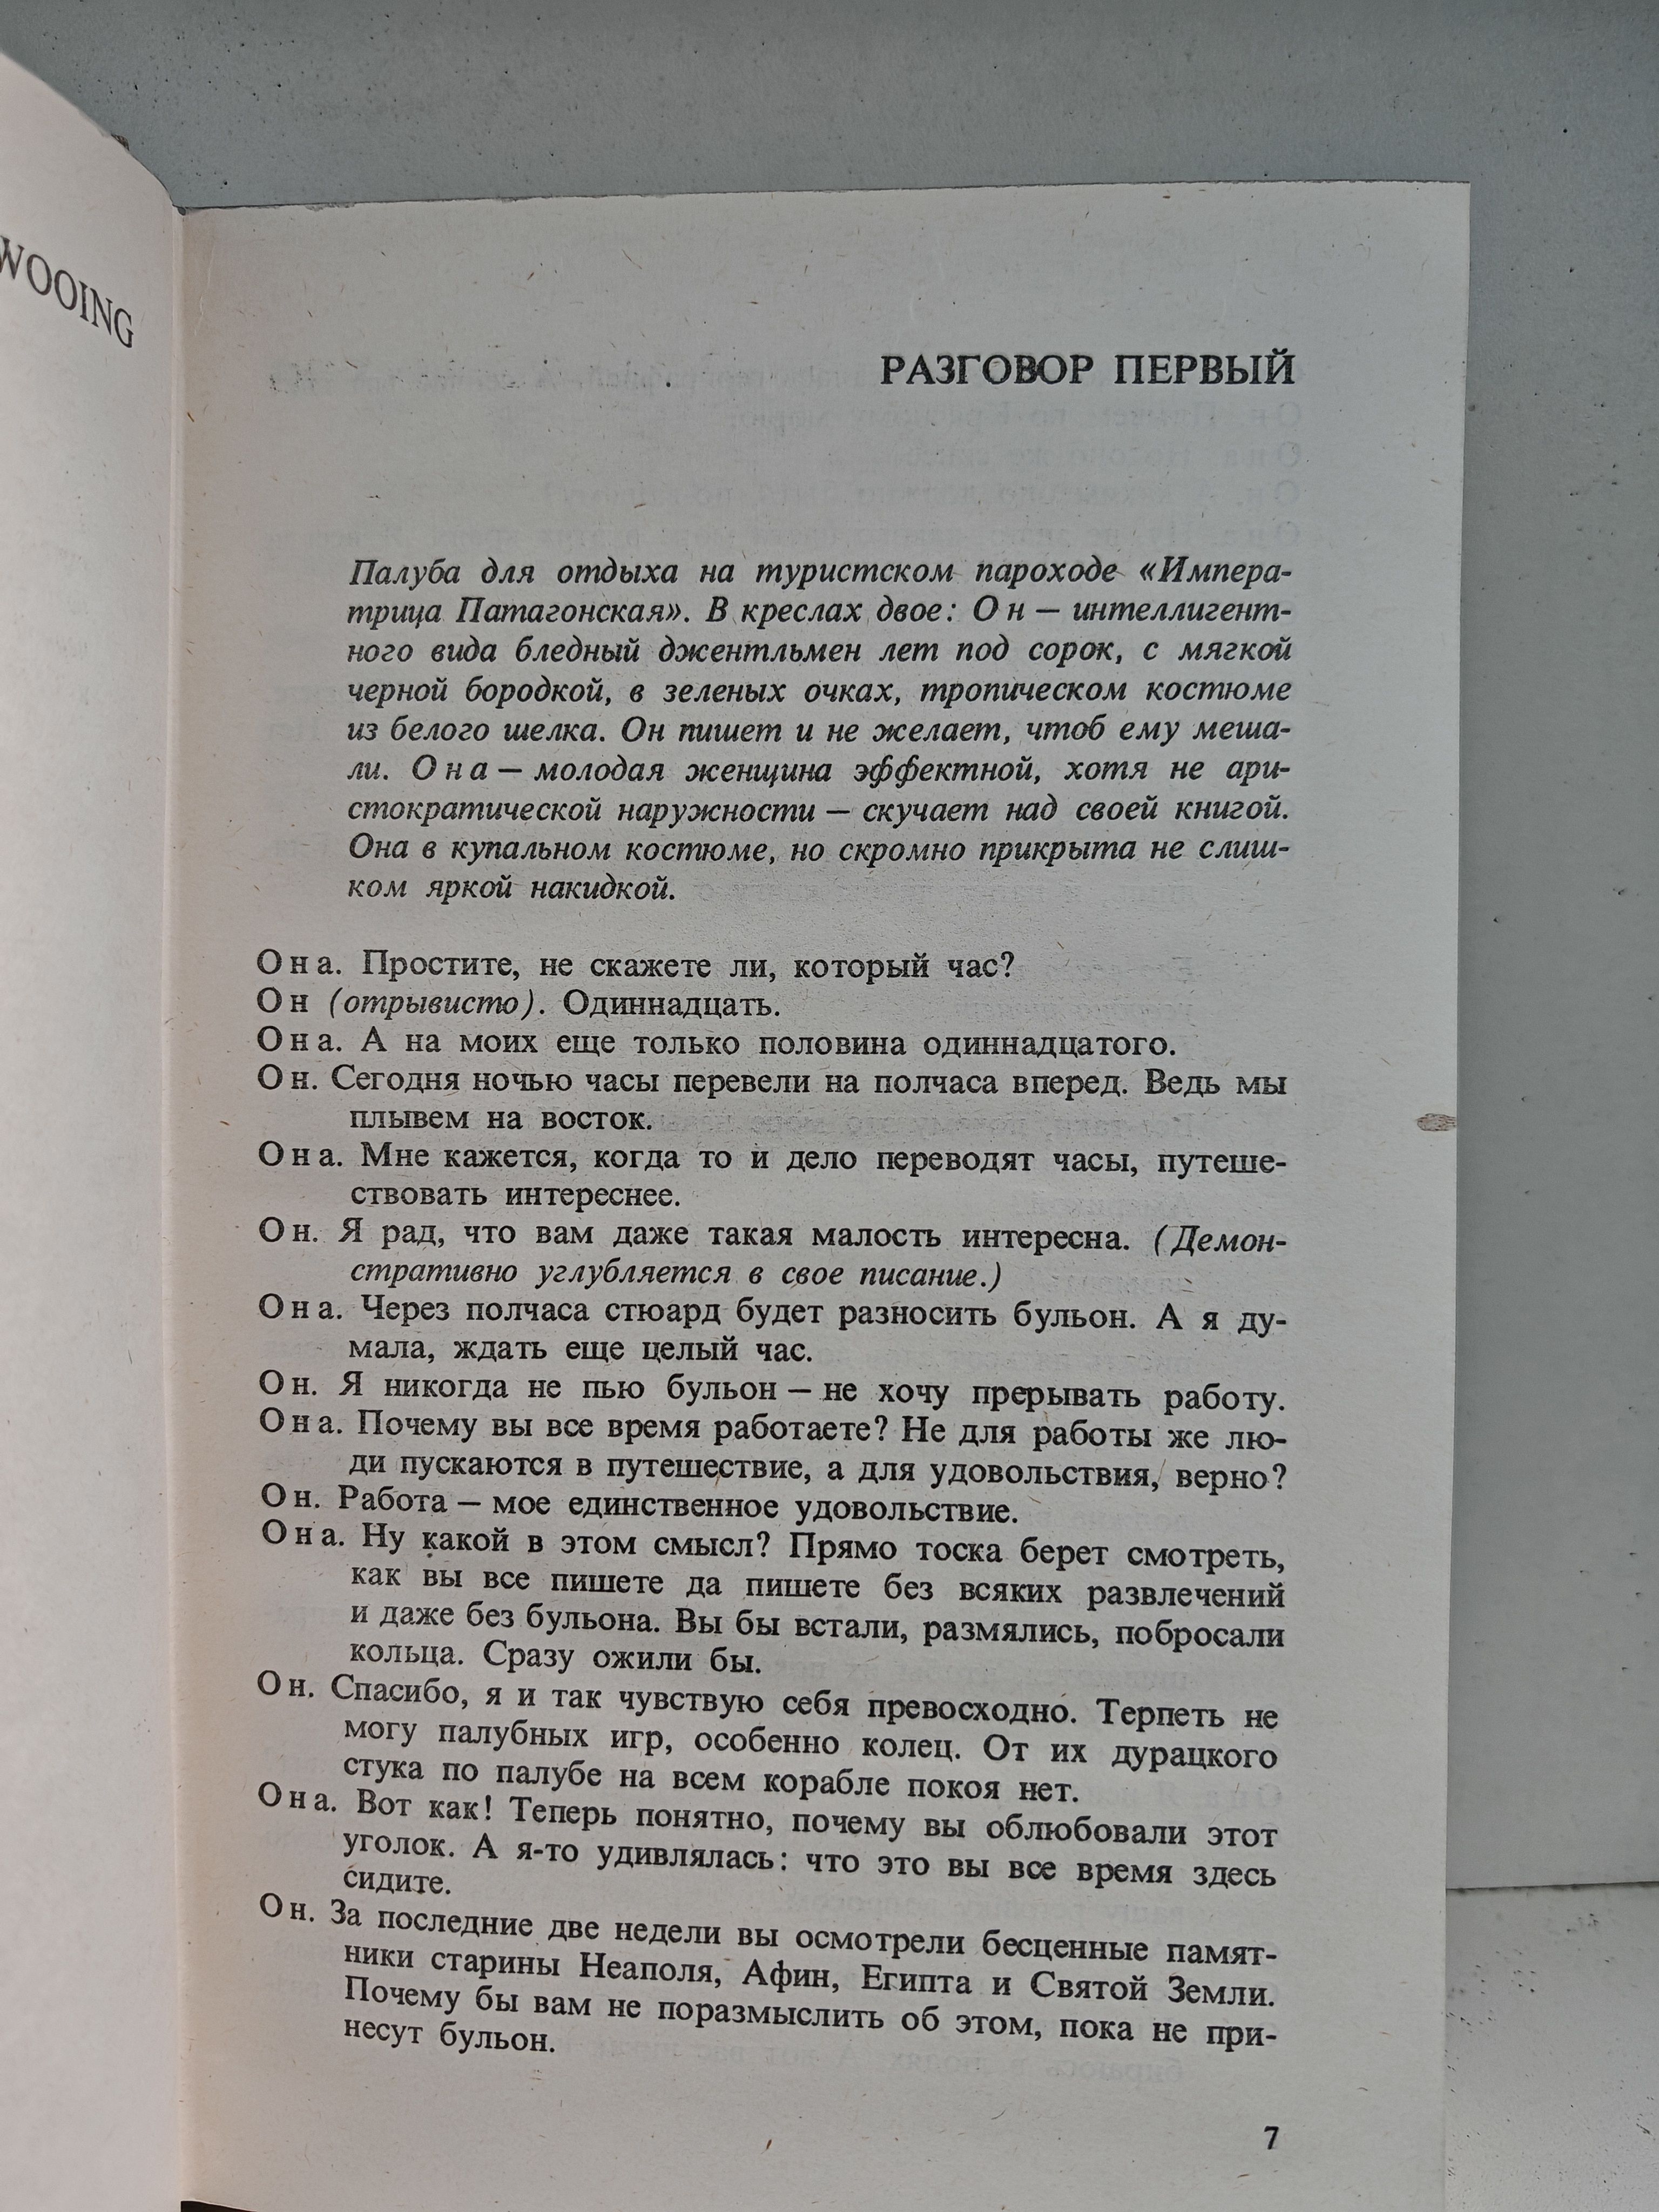 WOOING
РАЗГОВОР ПЕРВЫЙ
Палуба для отдыха на туристском пароходе «Импера-
трица Патагонская». В креслах двое: Он — интеллигент-
ного вида бледный джентльмен лет под сорок, с мягкой
черной бородкой, в зеленых очках, тропическом костюме
из белого шелка. Он пишет и не желает, чтоб ему меша-
ли. Она — молодая женщина эффектной, хотя не ари-
стократической наружности — скучает над своей книгой.
Она в купальном костюме, но скромно прикрыта не слиш-
ком яркой накидкой.
Она. Простите, не скажете ли, который час?
Он (отрывисто). Одиннадцать.
Она. А на моих еще только половина одиннадцатого.
Он. Сегодня ночью часы перевели на полчаса вперед. Ведь мы
плывем на восток.
Она. Мне кажется, когда то и дело переводят часы, путеше-
ствовать интереснее.
Он. Я рад, что вам даже такая малость интересна. (Демон-
стративно углубляется в свое писание.)
Она. Через полчаса стюард будет разносить бульон. А я ду-
мала, ждать еще целый час.
Он. Я никогда не пью бульон — не хочу прерывать работу.
Она. Почему вы все время работаете? Не для работы же лю-
ди пускаются в путешествие, а для удовольствия, верно?
Он. Работа — мое единственное удовольствие.
Она. Ну какой в этом смысл? Прямо тоска берет смотреть,
как вы все пишете да пишете без всяких развлечений
и даже без бульона. Вы бы встали, размялись, побросали
кольца. Сразу ожили бы.
Он. Спасибо, я и так чувствую себя превосходно. Терпеть не
могу палубных игр, особенно колец. От их дурацкого
стука по палубе на всем корабле покоя нет.
Она. Вот как! Теперь понятно, почему вы облюбовали этот
уголок. А я-то удивлялась: что это вы все время здесь
сидите.
Он. За последние две недели вы осмотрели бесценные памят-
ники старины Неаполя, Афин, Египта и Святой Земли.
Почему бы вам не поразмыслить об этом, пока не при-
несут бульон.
7